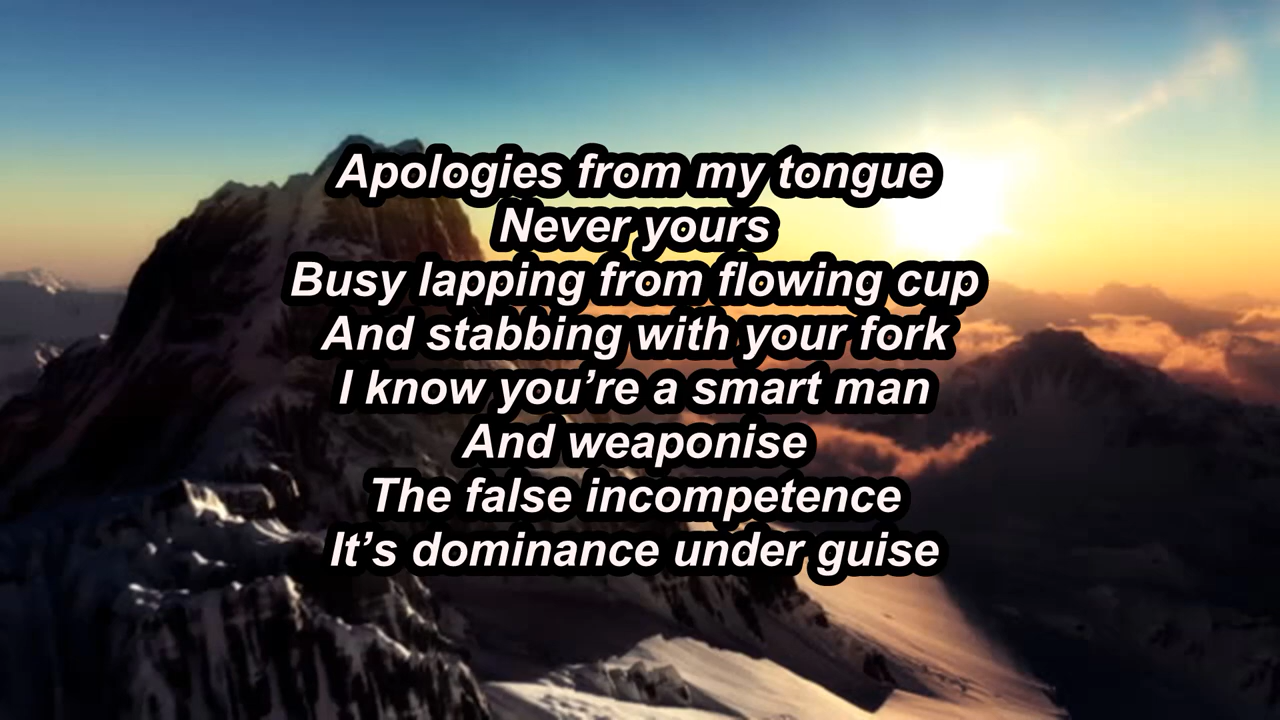 Apologies from my tongue
Never yours
Busy lapping from flowing cup
And stabbing with your fork
I know you’re a smart man
And weaponise
The false incompetence
It’s dominance under guise